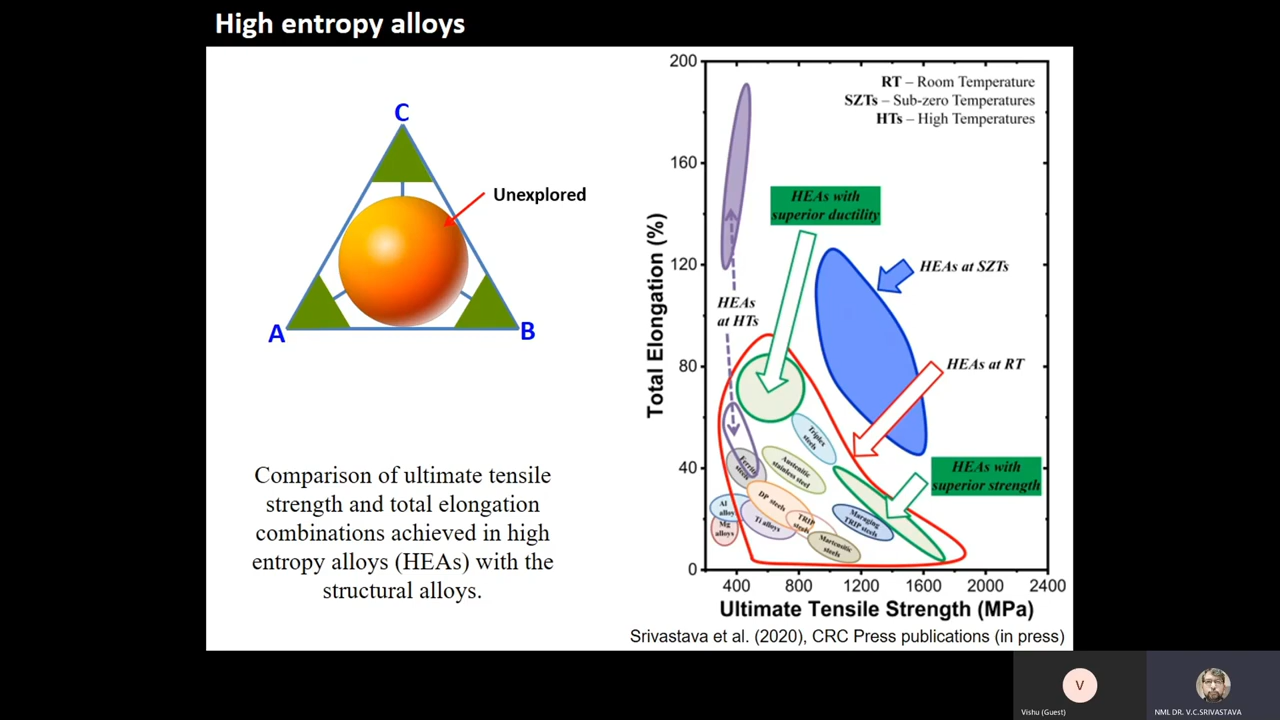 High entropy alloys
C
Unexplored
A
B
Comparison of ultimate tensile
strength and total elongation
combinations achieved in high
entropy alloys (HEAs) with the
structural alloys.
200
160
120
80
40
0
Total Elongation (%)
RT – Room Temperature
SZTs – Sub-zero Temperatures
HTs – High Temperatures
HEAs with
superior ductility
HEAs at SZTs
HEAs
at HTs
HEAs at RT
HEAs with
superior strength
Triplex
steels
Ferritic
steels
Austenitic
stainless steel
DP steels
Al
alloy
Mg
alloys
Ti alloys
TRIP
steels
Maraging
TRIP steels
Martensitic
steels
400
800
1200
1600
2000
2400
Ultimate Tensile Strength (MPa)
Srivastava et al. (2020), CRC Press publications (in press)
V
Vishu (Guest)
NML DR. V.C.SRIVASTAVA